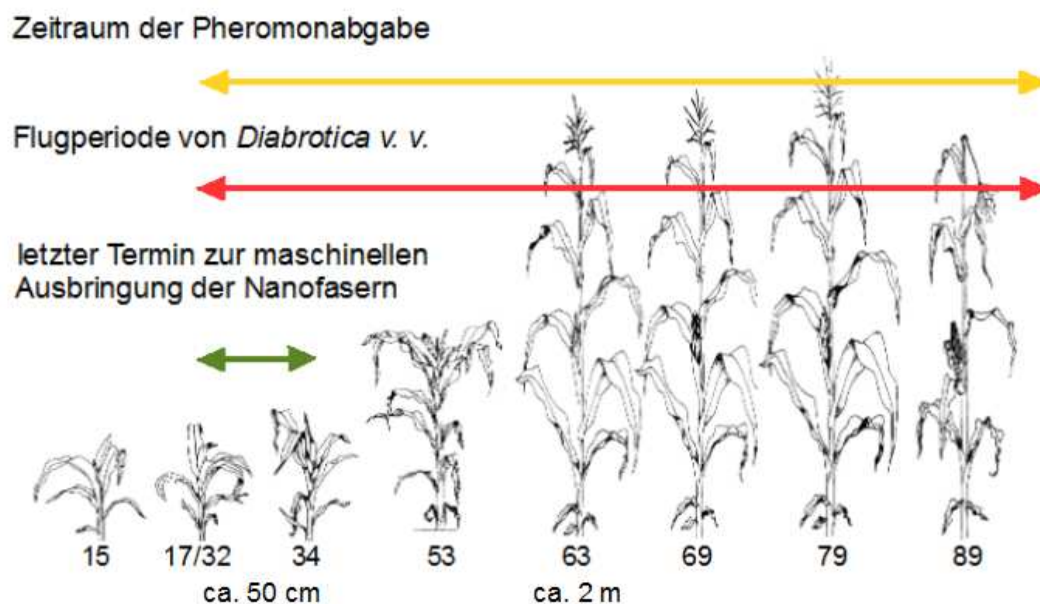 Zeitraum der Pheromonabgabe
Flugperiode von Diabrotica v. v.
letzter Termin zur maschinellen
Ausbringung der Nanofasern
15 17/32 34 53 63 69 79 89
ca. 50 cm ca. 2 m